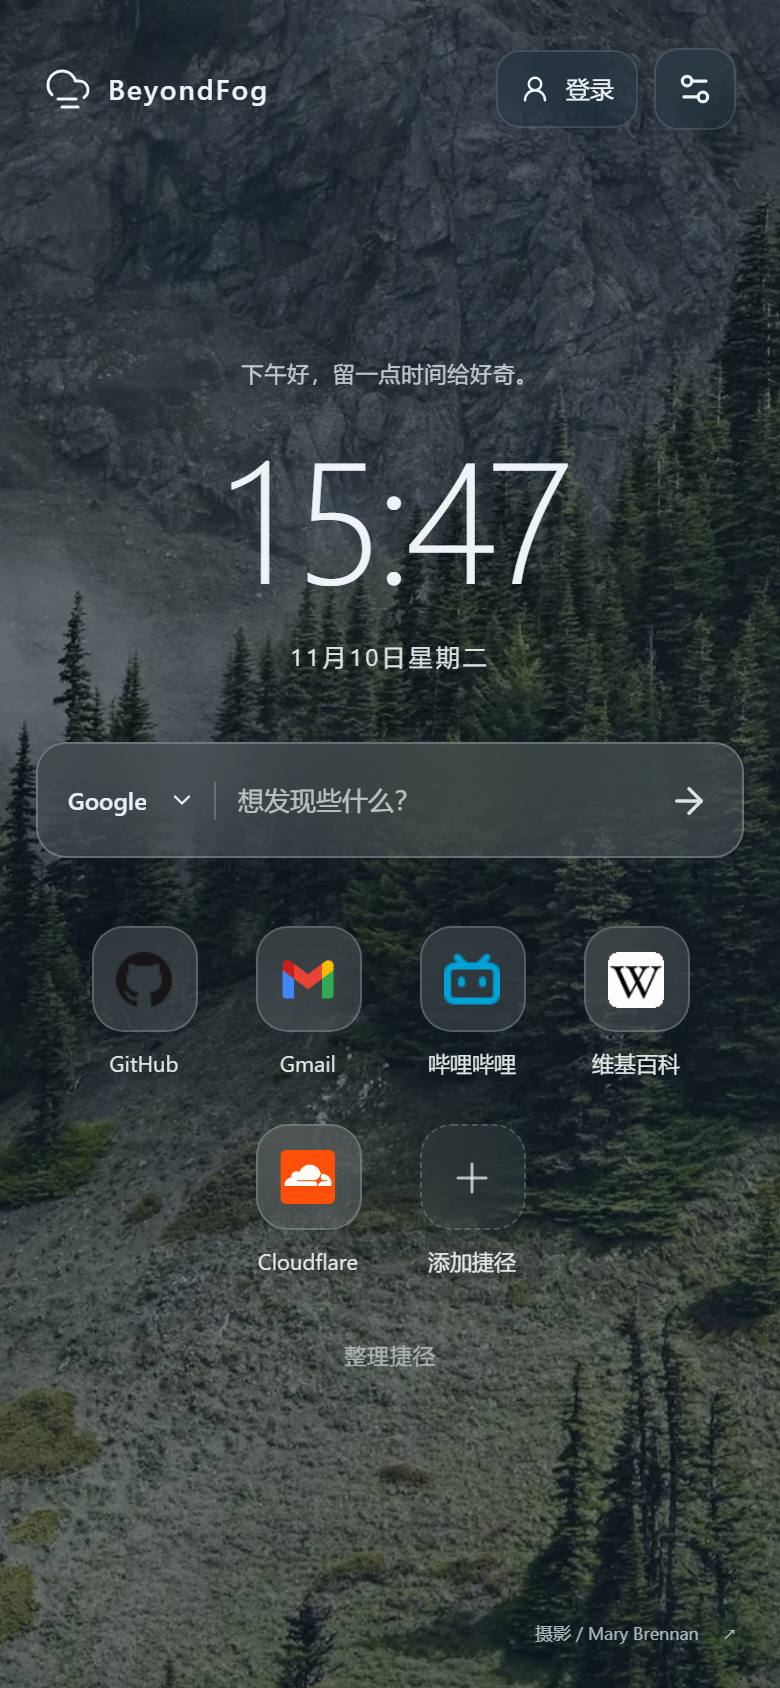 BeyondFog
登录
下午好，留一点时间给好奇。
15:47
11月10日星期二
Google
想发现些什么?
GitHub
Gmail
哔哩哔哩
W
维基百科
Cloudflare
添加捷径
整理捷径
摄影 / Mary Brennan ↗